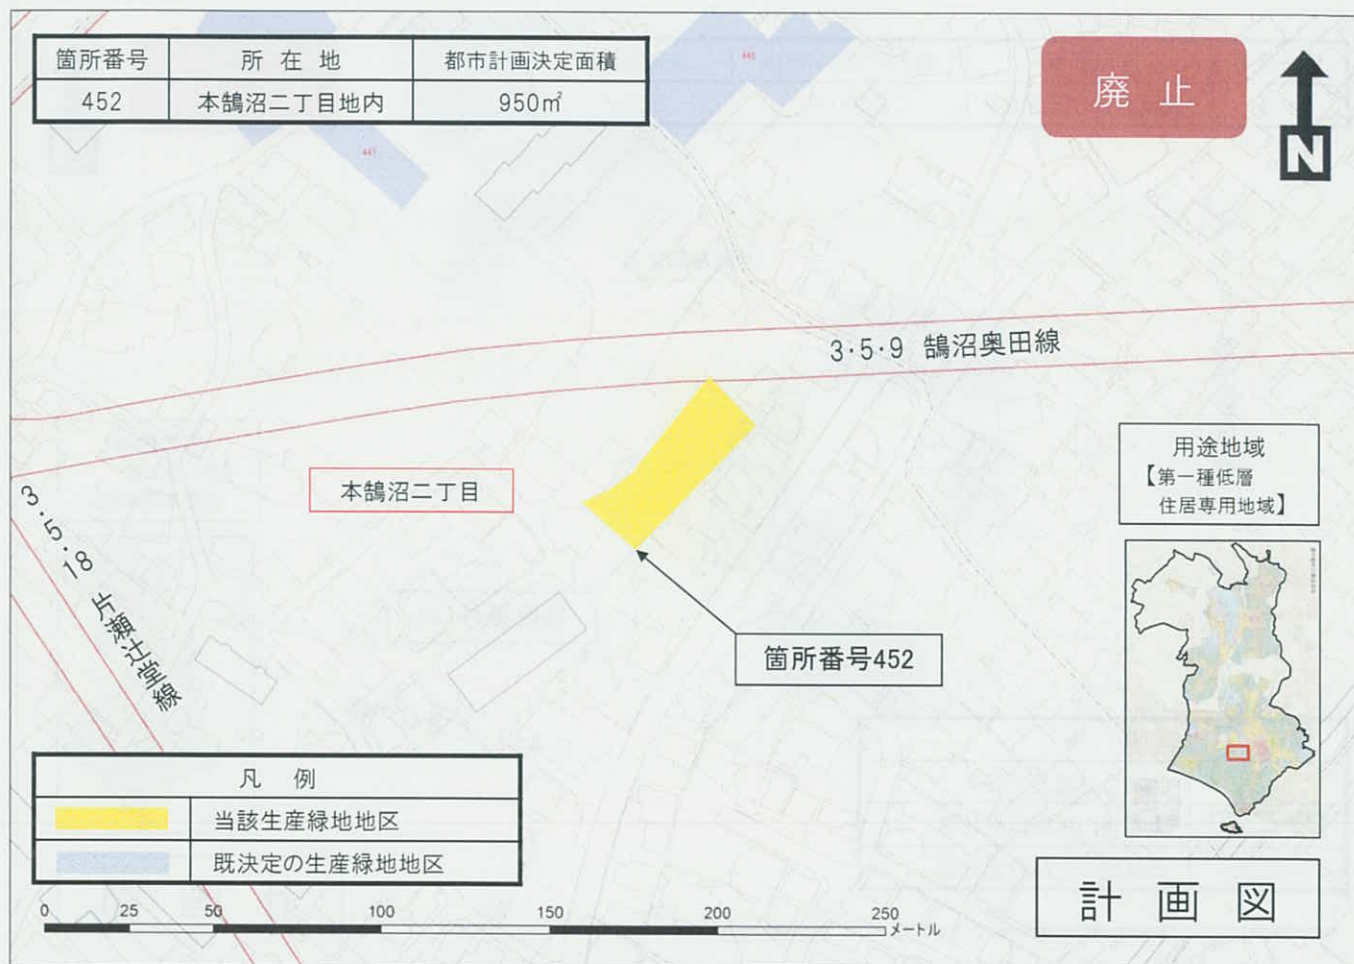 箇所番号 所在地 都市計画決定面積
452 本鵠沼二丁目地内 950㎡
廃止
N
441
3・5・9 鵠沼奥田線
本鵠沼二丁目
用途地域
【第一種低層
住居専用地域】
3・5・18 片瀬辻堂線
箇所番号452
凡例
当該生産緑地地区
既決定の生産緑地地区
計画図
0 25 50 100 150 200 250
メートル